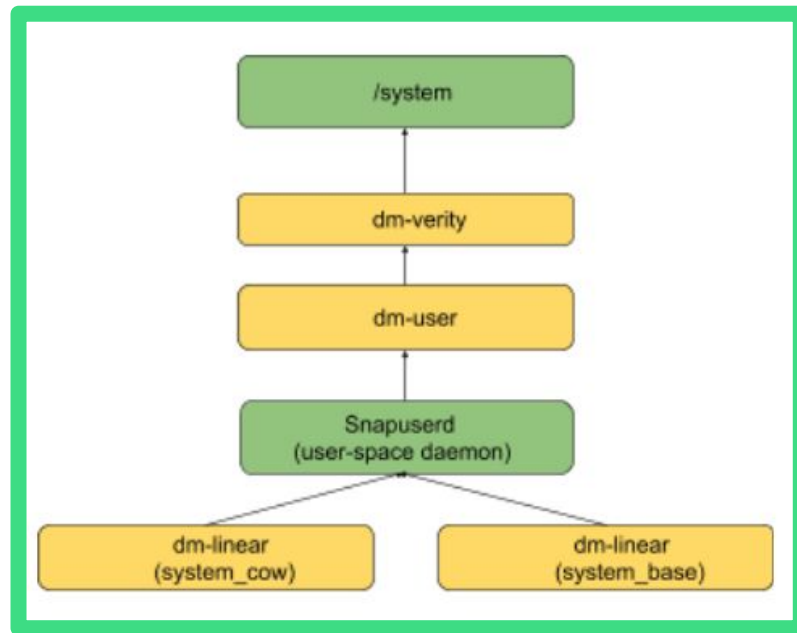 /system
dm-verity
dm-user
Snapuserd
(user-space daemon)
dm-linear
(system_cow)
dm-linear
(system_base)